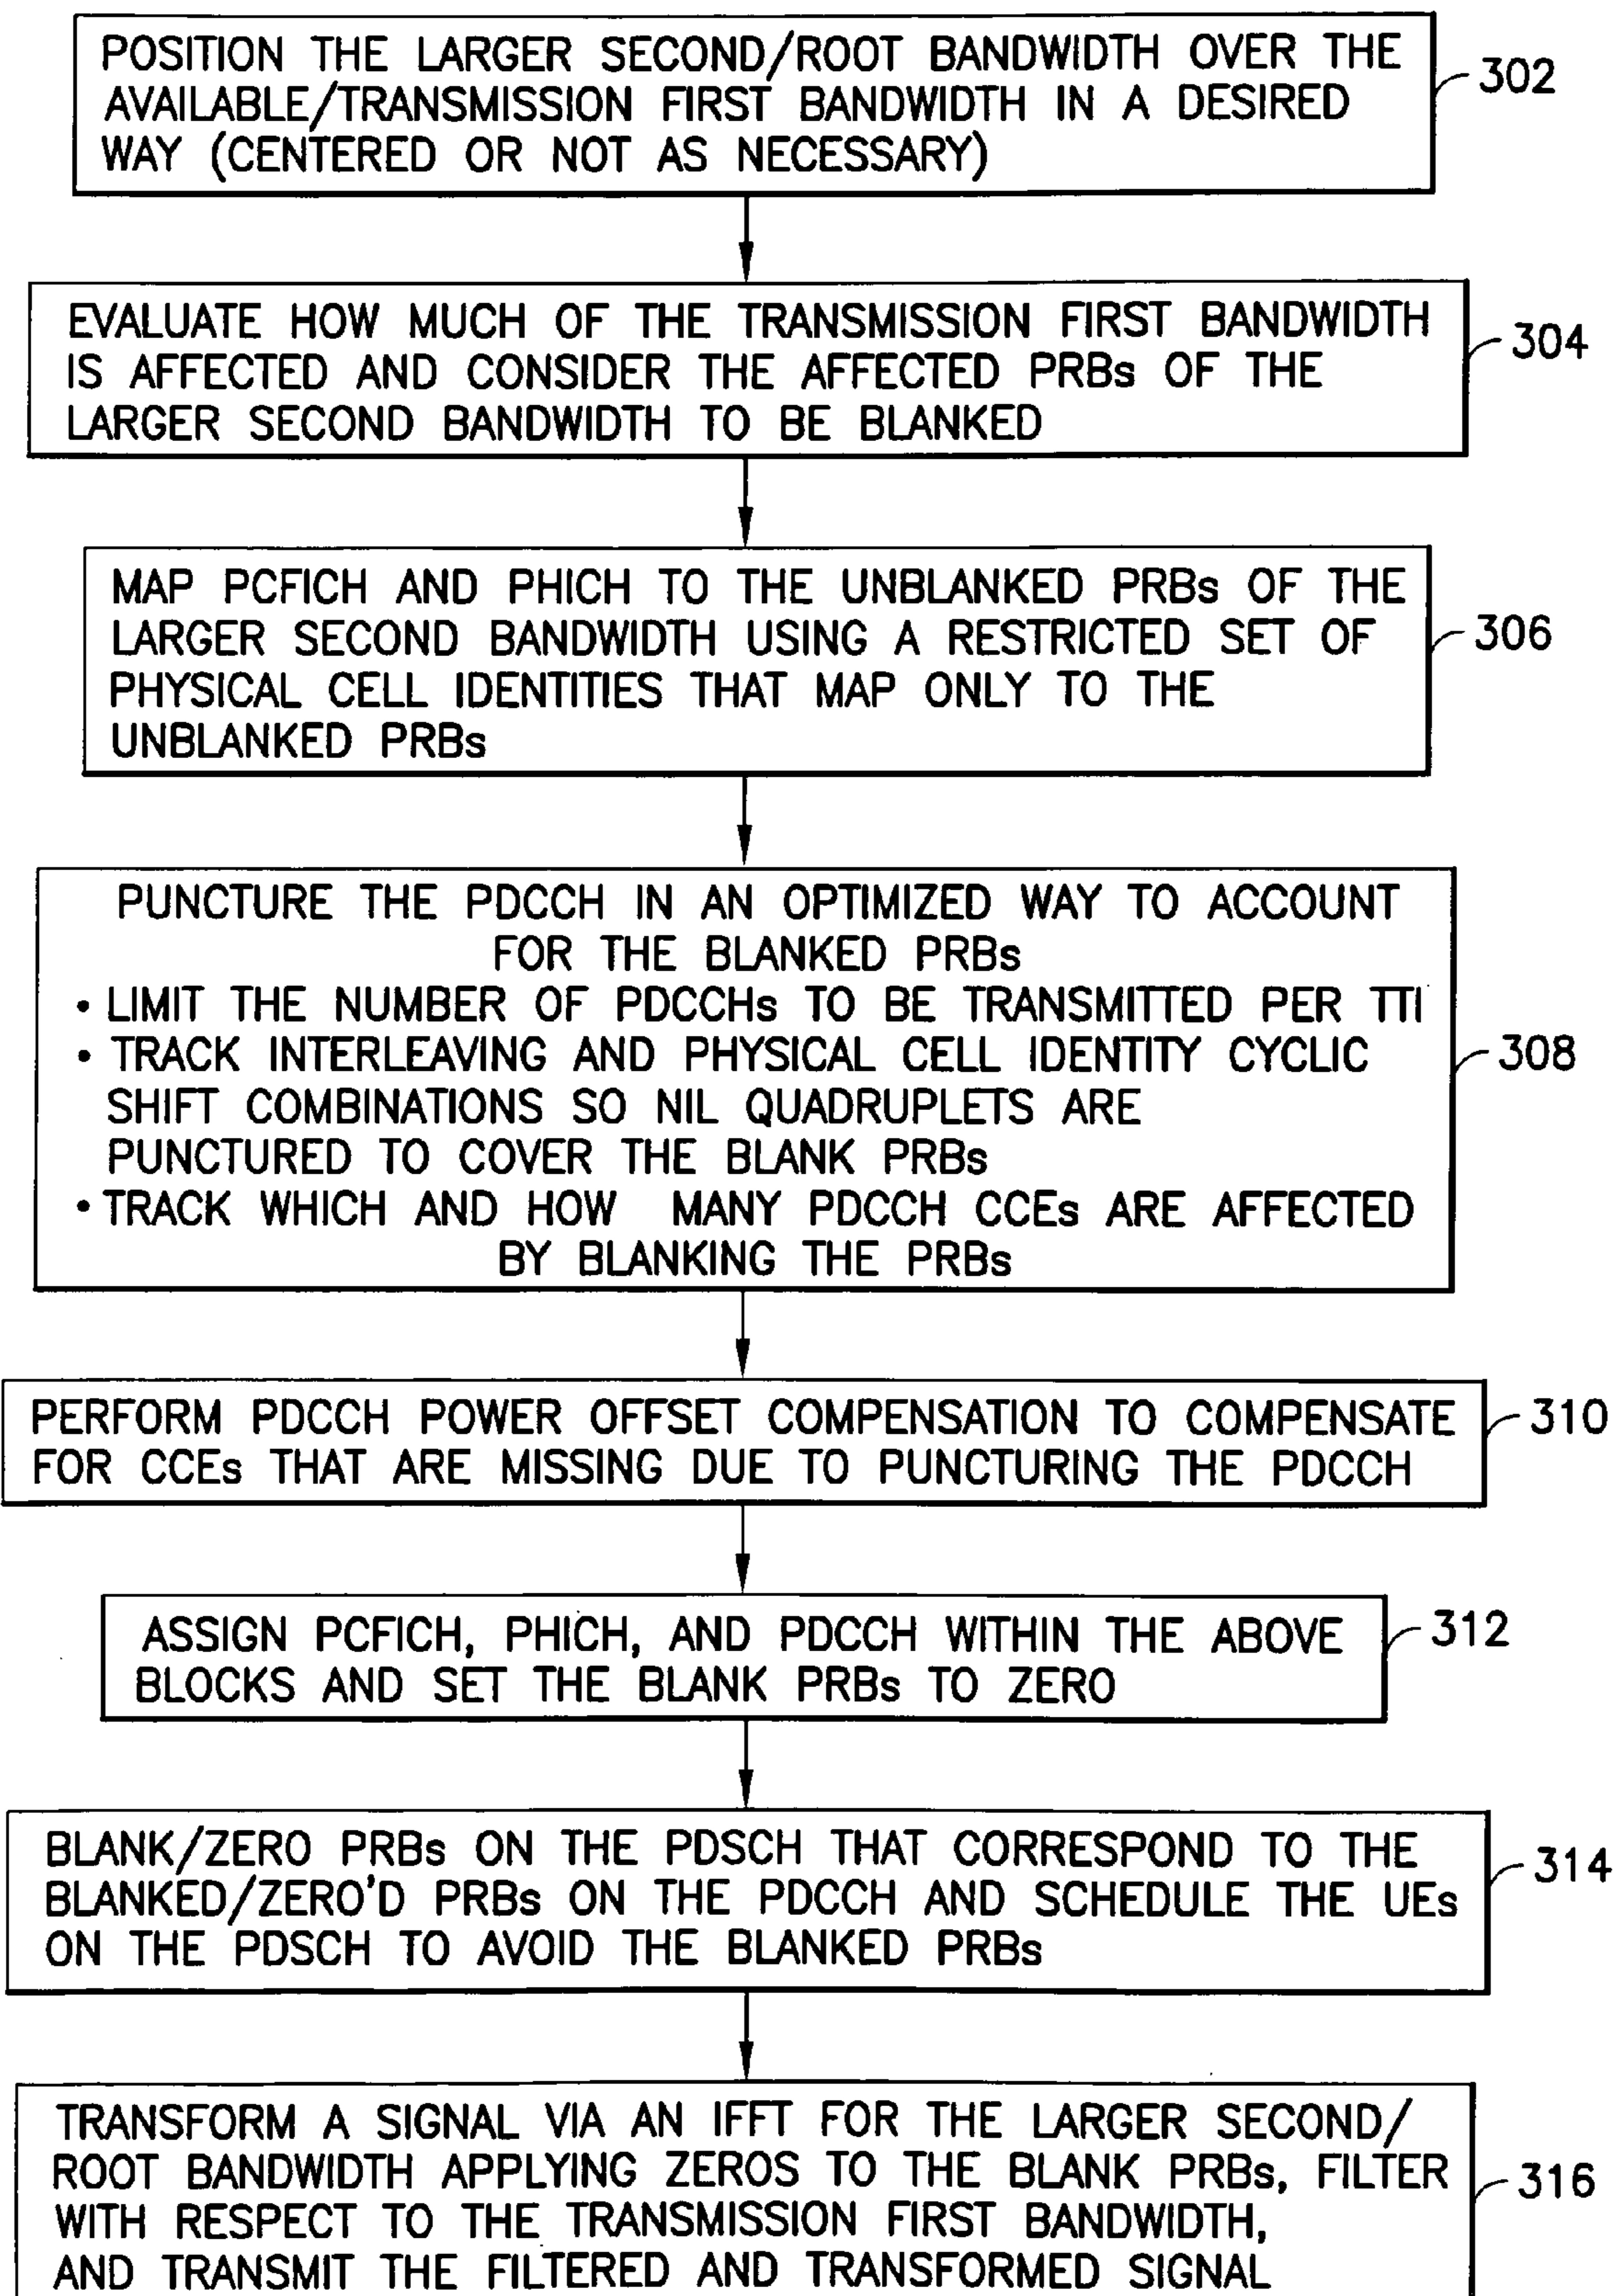 POSITION THE LARGER SECOND/ROOT BANDWIDTH OVER THE
AVAILABLE/TRANSMISSION FIRST BANDWIDTH IN A DESIRED
WAY (CENTERED OR NOT AS NECESSARY)
302
EVALUATE HOW MUCH OF THE TRANSMISSION FIRST BANDWIDTH
IS AFFECTED AND CONSIDER THE AFFECTED PRBs OF THE
LARGER SECOND BANDWIDTH TO BE BLANKED
304
MAP PCFICH AND PHICH TO THE UNBLANKED PRBs OF THE
LARGER SECOND BANDWIDTH USING A RESTRICTED SET OF
PHYSICAL CELL IDENTITIES THAT MAP ONLY TO THE
UNBLANKED PRBs
306
PUNCTURE THE PDCCH IN AN OPTIMIZED WAY TO ACCOUNT
FOR THE BLANKED PRBs
• LIMIT THE NUMBER OF PDCCHs TO BE TRANSMITTED PER TTI
• TRACK INTERLEAVING AND PHYSICAL CELL IDENTITY CYCLIC
SHIFT COMBINATIONS SO NIL QUADRUPLETS ARE
PUNCTURED TO COVER THE BLANK PRBs
• TRACK WHICH AND HOW MANY PDCCH CCEs ARE AFFECTED
BY BLANKING THE PRBs
308
PERFORM PDCCH POWER OFFSET COMPENSATION TO COMPENSATE
FOR CCEs THAT ARE MISSING DUE TO PUNCTURING THE PDCCH
310
ASSIGN PCFICH, PHICH, AND PDCCH WITHIN THE ABOVE
BLOCKS AND SET THE BLANK PRBs TO ZERO
312
BLANK/ZERO PRBs ON THE PDSCH THAT CORRESPOND TO THE
BLANKED/ZERO'D PRBs ON THE PDCCH AND SCHEDULE THE UEs
ON THE PDSCH TO AVOID THE BLANKED PRBs
314
TRANSFORM A SIGNAL VIA AN IFFT FOR THE LARGER SECOND/
ROOT BANDWIDTH APPLYING ZEROS TO THE BLANK PRBs, FILTER
WITH RESPECT TO THE TRANSMISSION FIRST BANDWIDTH,
AND TRANSMIT THE FILTERED AND TRANSFORMED SIGNAL
316